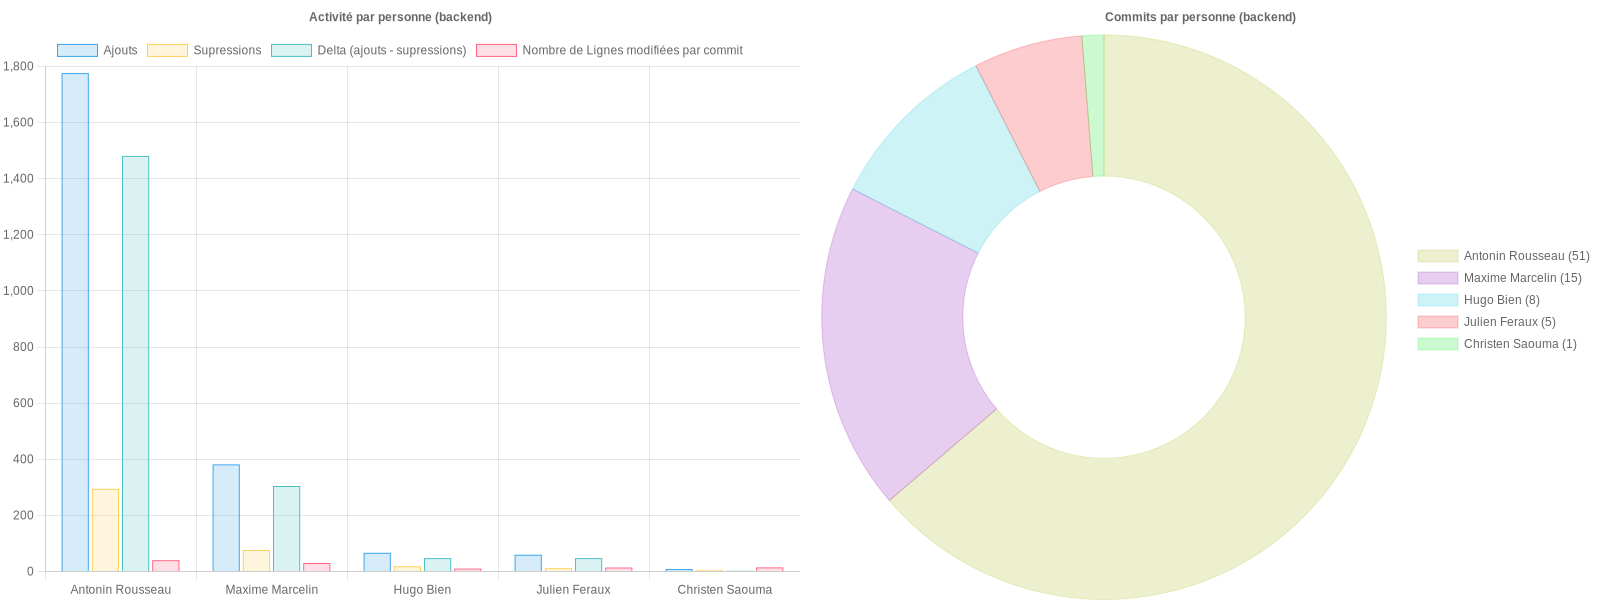 Activité par personne (backend)
Ajouts
Supressions
Delta (ajouts - supressions)
Nombre de Lignes modifiées par commit
1,800
1,600
1,400
1,200
1,000
800
600
400
200
0
Antonin Rousseau
Maxime Marcelin
Hugo Bien
Julien Feraux
Christen Saouma
Commits par personne (backend)
Antonin Rousseau (51)
Maxime Marcelin (15)
Hugo Bien (8)
Julien Feraux (5)
Christen Saouma (1)